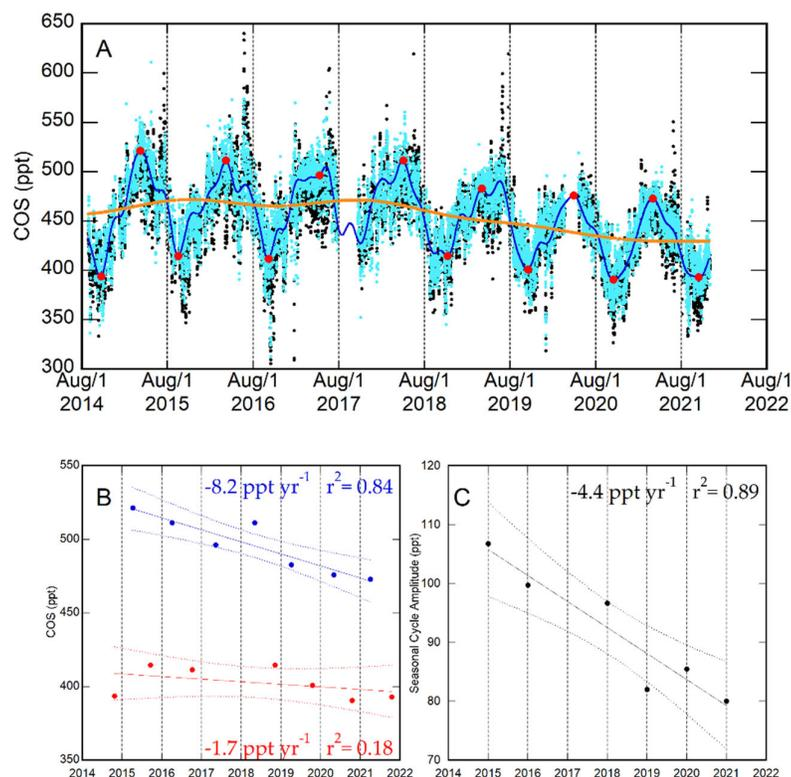 A
650
600
550
500
450
400
350
300
COS (ppt)
Aug/1 Aug/1 Aug/1 Aug/1 Aug/1 Aug/1 Aug/1 Aug/1 Aug/1
2014 2015 2016 2017 2018 2019 2020 2021 2022
B
-8.2 ppt yr⁻¹ r²= 0.84
550
500
450
400
350
COS (ppt)
-1.7 ppt yr⁻¹ r²= 0.18
2014 2015 2016 2017 2018 2019 2020 2021 2022
C
-4.4 ppt yr⁻¹ r²= 0.89
120
110
100
90
80
70
Seasonal Cycle Amplitude (ppt)
2014 2015 2016 2017 2018 2019 2020 2021 2022